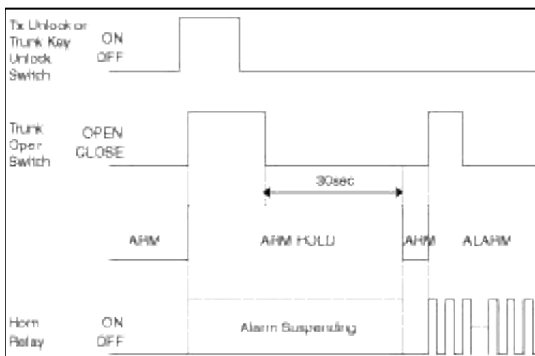 Tx Unlock or
Trunk Key ON
Unlock OFF
Switch
Trunk OPEN
Open CLOSE
Switch
30sec
ARM ARM HOLD ARM ALARM
Horn ON
Relay OFF
Alarm Suspending